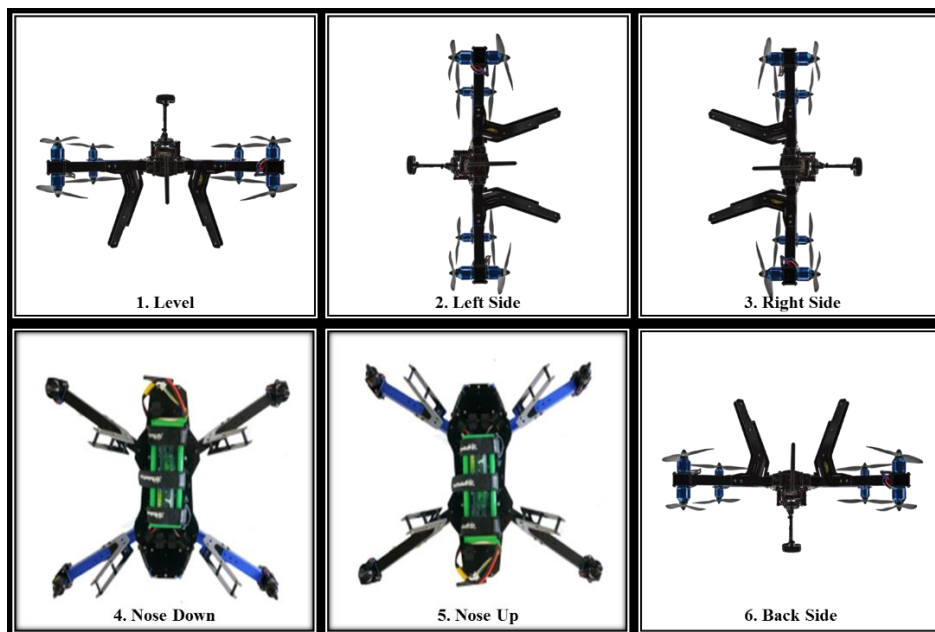 1. Level
2. Left Side
3. Right Side
4. Nose Down
5. Nose Up
6. Back Side